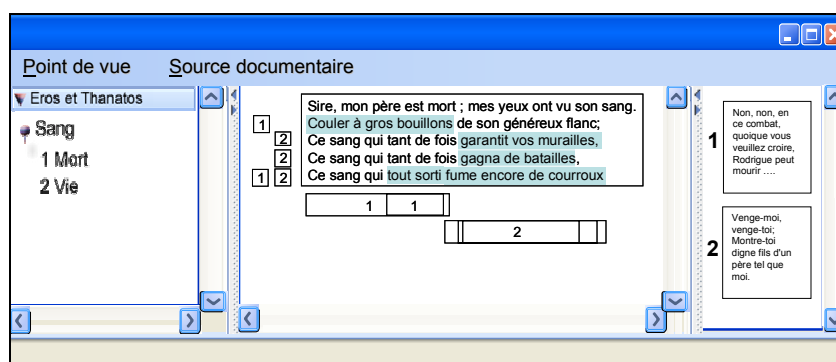 Point de vue Source documentaire
Eros et Thanatos
Sang
1 Mort
2 Vie
Sire, mon père est mort ; mes yeux ont vu son sang.
1 Couler à gros bouillons de son généreux flanc;
2 Ce sang qui tant de fois garantit vos murailles,
2 Ce sang qui tant de fois gagna de batailles,
1 2 Ce sang qui tout sorti fume encore de courroux
1 1
2
1
Non, non, en
ce combat,
quoique vous
veuillez croire,
Rodrigue peut
mourir ....
2
Venge-moi,
venge-toi;
Montre-toi
digne fils d'un
père tel que
moi.